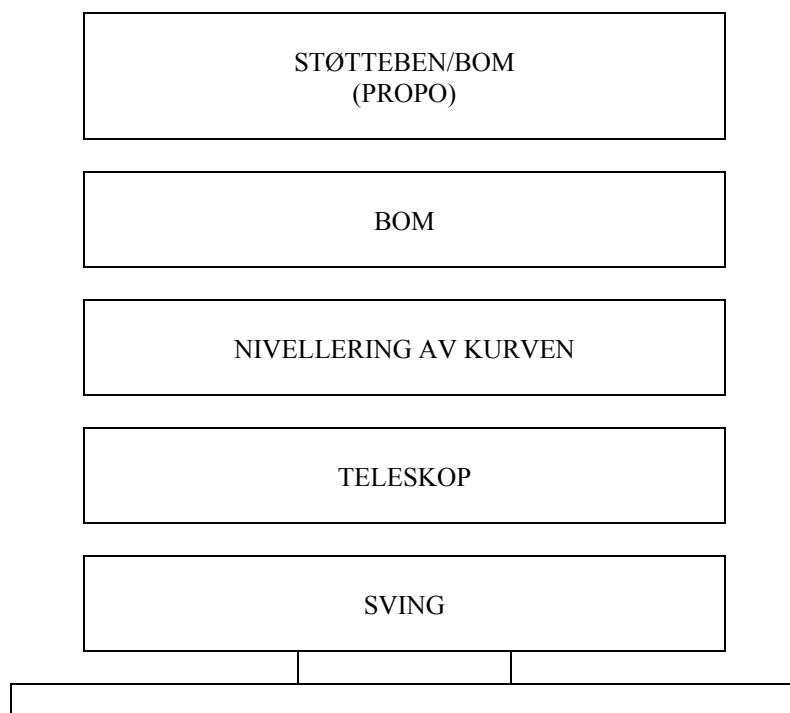 STØTTEBEN/BOM
(PROPO)
BOM
NIVELLERING AV KURVEN
TELESKOP
SVING